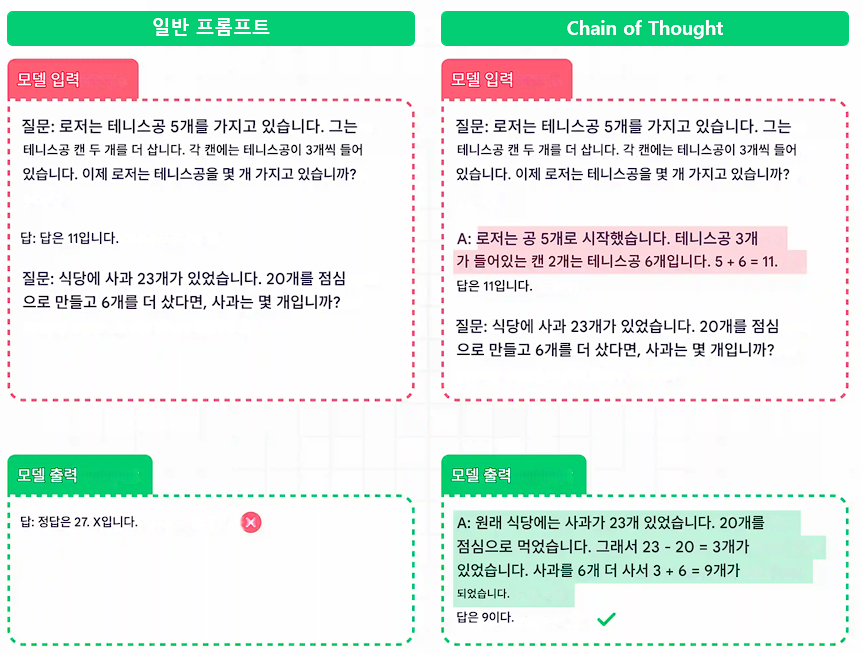 일반 프롬프트
모델 입력
질문: 로저는 테니스공 5개를 가지고 있습니다. 그는
테니스공 캔 두 개를 더 삽니다. 각 캔에는 테니스공이 3개씩 들어
있습니다. 이제 로저는 테니스공을 몇 개 가지고 있습니까?
답: 답은 11입니다.
질문: 식당에 사과 23개가 있었습니다. 20개를 점심
으로 만들고 6개를 더 샀다면, 사과는 몇 개입니까?
모델 출력
답: 정답은 27. X입니다.
Chain of Thought
모델 입력
질문: 로저는 테니스공 5개를 가지고 있습니다. 그는
테니스공 캔 두 개를 더 삽니다. 각 캔에는 테니스공이 3개씩 들어
있습니다. 이제 로저는 테니스공을 몇 개 가지고 있습니까?
A: 로저는 공 5개로 시작했습니다. 테니스공 3개
가 들어있는 캔 2개는 테니스공 6개입니다. 5 + 6 = 11.
답은 11입니다.
질문: 식당에 사과 23개가 있었습니다. 20개를 점심
으로 만들고 6개를 더 샀다면, 사과는 몇 개입니까?
모델 출력
A: 원래 식당에는 사과가 23개 있었습니다. 20개를
점심으로 먹었습니다. 그래서 23 - 20 = 3개가
있었습니다. 사과를 6개 더 사서 3 + 6 = 9개가
되었습니다.
답은 9이다.